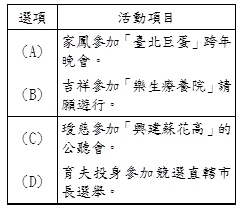 選項 活動項目
(A) 家鳳參加「臺北巨蛋」跨年
晚會。
(B) 吉祥參加「樂生療養院」請
願遊行。
(C) 璦慈參加「興建蘇花高」的
公聽會。
(D) 育夫投身參加競選直轄市
長選舉。